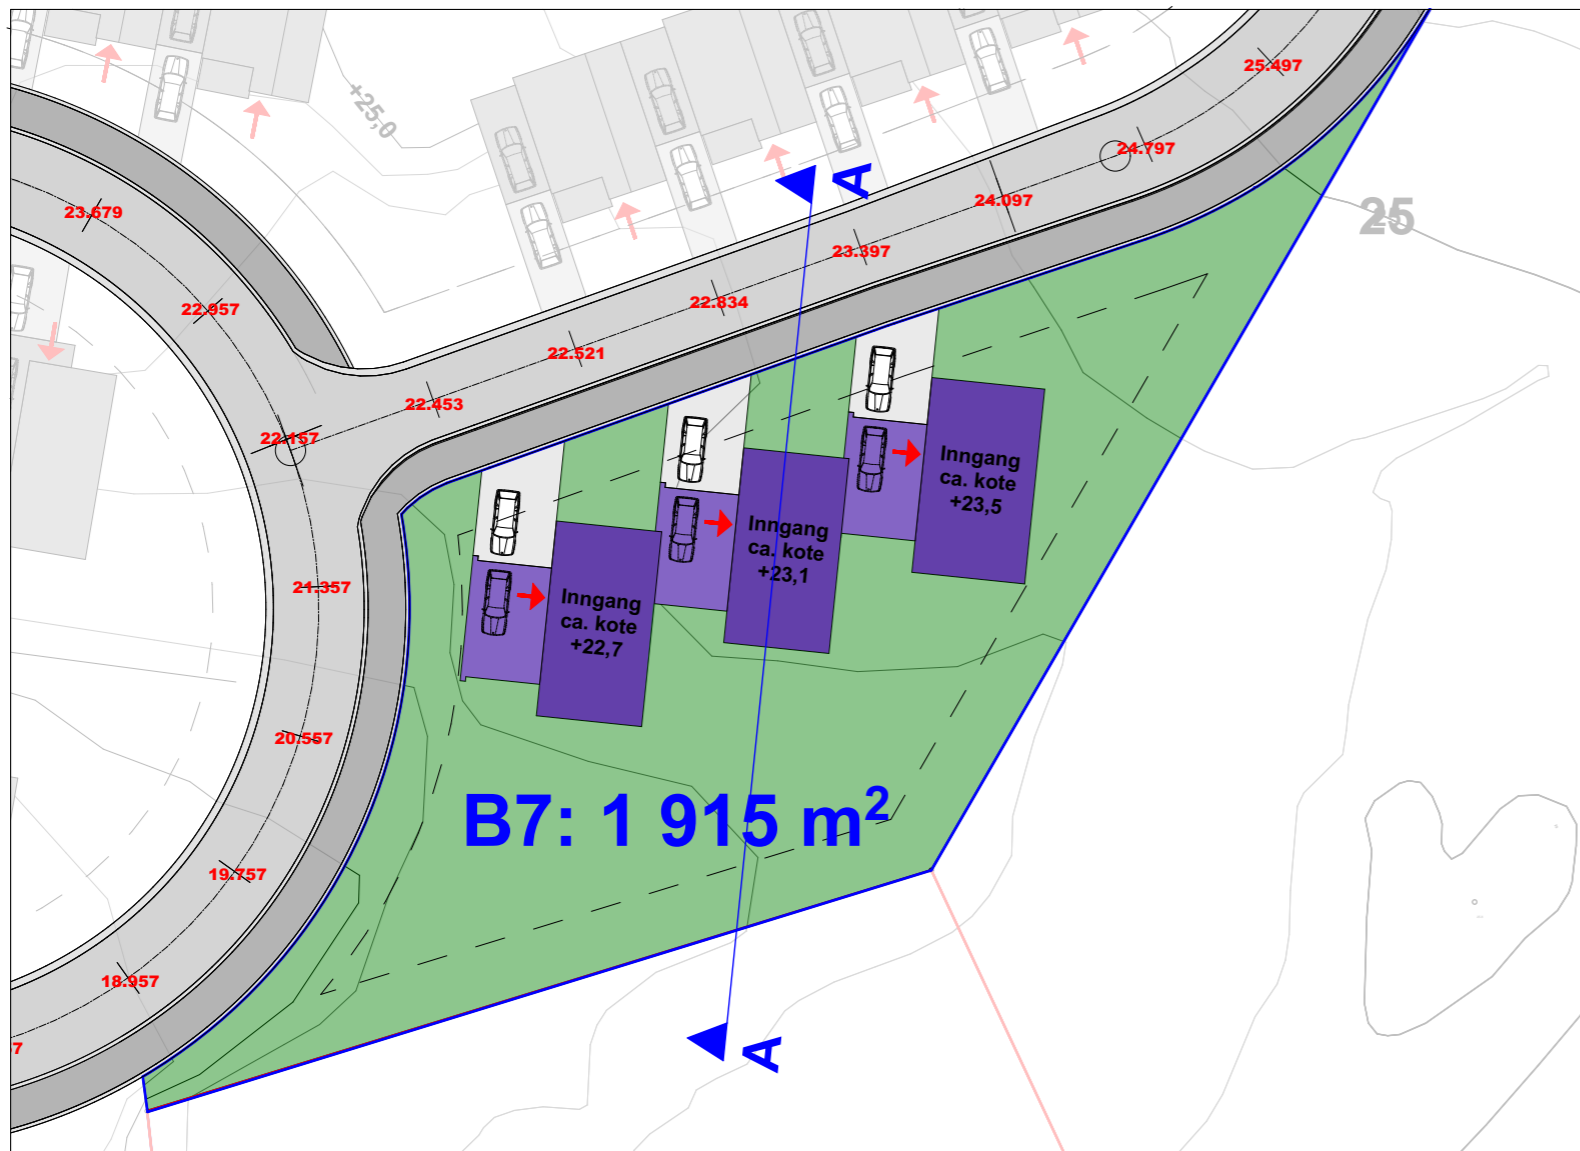 25.497
+25,0
24.797
A
24.097
23.679
25
23.397
22.834
22.957
22.521
22.453
22.157
Inngang
ca. kote
+23,5
Inngang
ca. kote
+23,1
21.357
Inngang
ca. kote
+22,7
20.557
B7: 1 915 m²
19.757
18.957
A